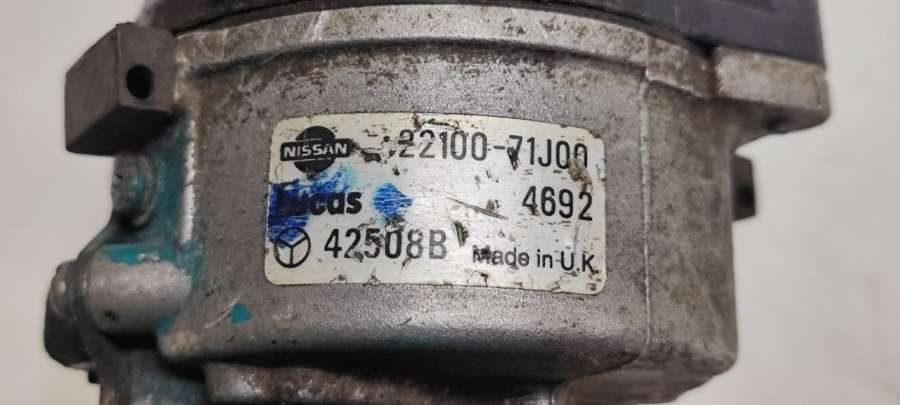 NISSAN 22100-71J00
Lucas 4692
42508B Made in U.K.